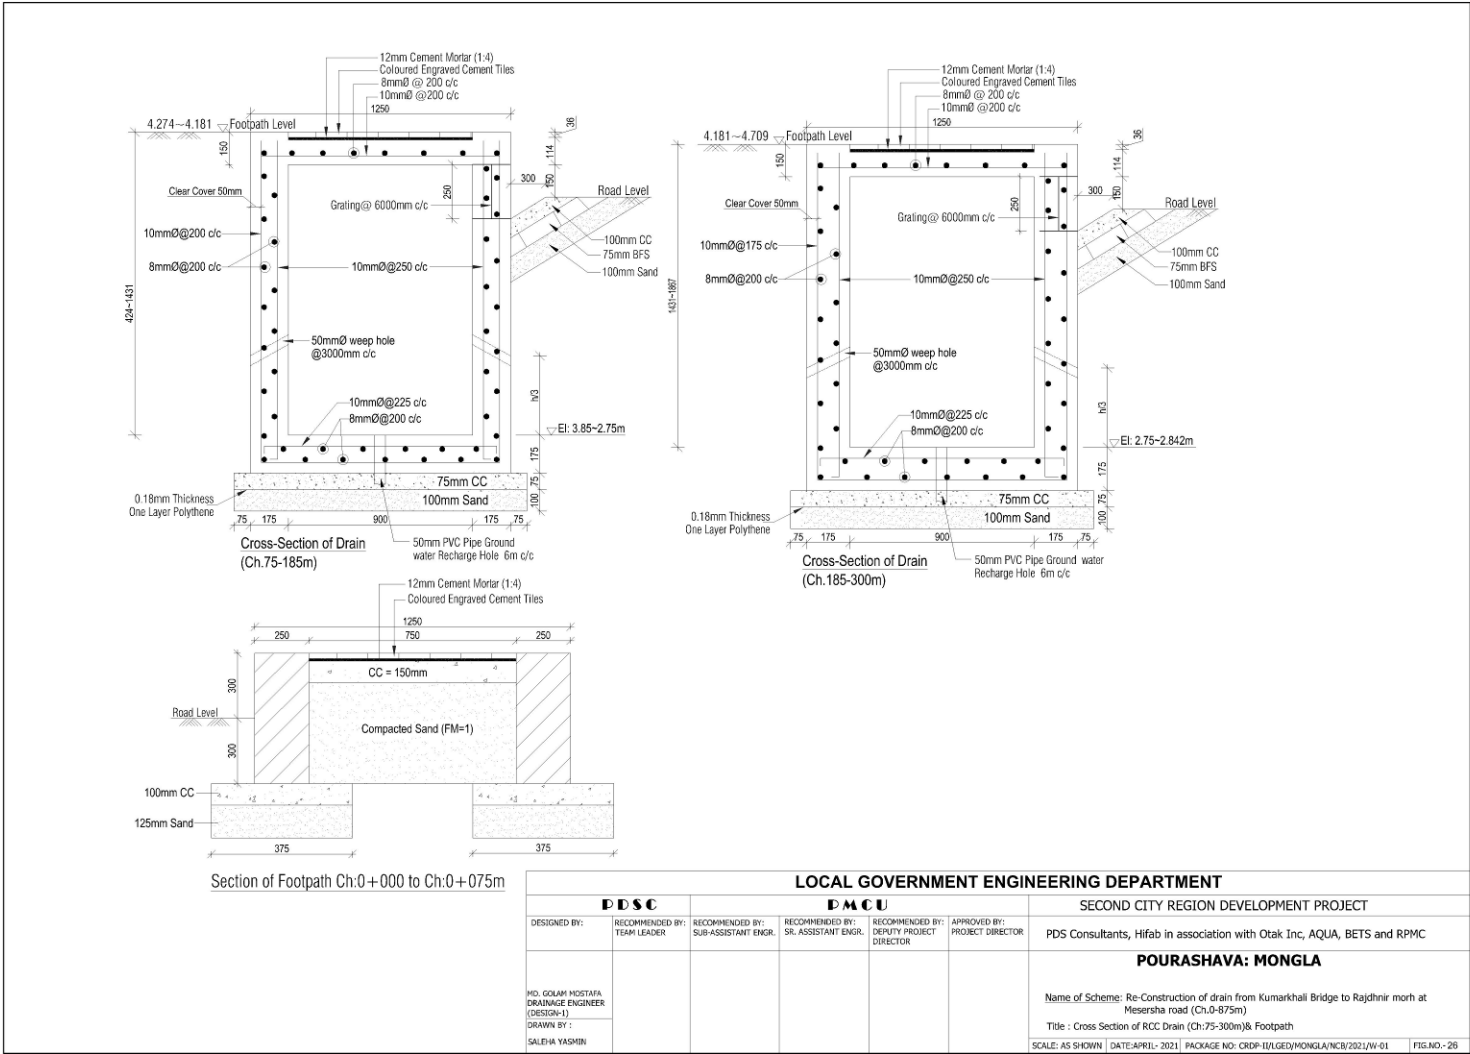 12mm Cement Mortar (1:4)
Coloured Engraved Cement Tiles
8mmØ @ 200 c/c
10mmØ @200 c/c
1250
4.274~4.181
Footpath Level
36
114
150
150
300
250
Road Level
Clear Cover 50mm
Grating@ 6000mm c/c
10mmØ@200 c/c
100mm CC
75mm BFS
100mm Sand
8mmØ@200 c/c
10mmØ@250 c/c
424~1431
50mmØ weep hole
@3000mm c/c
h/3
10mmØ@225 c/c
8mmØ@200 c/c
El: 3.85~2.75m
175
75
100
75mm CC
100mm Sand
0.18mm Thickness
One Layer Polythene
75
175
900
175
75
Cross-Section of Drain
(Ch.75-185m)
50mm PVC Pipe Ground
water Recharge Hole 6m c/c
12mm Cement Mortar (1:4)
Coloured Engraved Cement Tiles
8mmØ @ 200 c/c
10mmØ @200 c/c
1250
4.181~4.709
Footpath Level
36
114
150
150
300
250
Road Level
Clear Cover 50mm
Grating@ 6000mm c/c
10mmØ@175 c/c
100mm CC
75mm BFS
100mm Sand
8mmØ@200 c/c
10mmØ@250 c/c
1431~1867
50mmØ weep hole
@3000mm c/c
h/3
10mmØ@225 c/c
8mmØ@200 c/c
El: 2.75~2.842m
175
75
100
75mm CC
100mm Sand
0.18mm Thickness
One Layer Polythene
75
175
900
175
75
Cross-Section of Drain
(Ch.185-300m)
50mm PVC Pipe Ground water
Recharge Hole 6m c/c
12mm Cement Mortar (1:4)
Coloured Engraved Cement Tiles
1250
250
750
250
CC = 150mm
300
Road Level
Compacted Sand (FM=1)
300
100mm CC
125mm Sand
375
375
Section of Footpath Ch:0+000 to Ch:0+075m
LOCAL GOVERNMENT ENGINEERING DEPARTMENT
PDSC
PMCU
SECOND CITY REGION DEVELOPMENT PROJECT
DESIGNED BY:
RECOMMENDED BY:
TEAM LEADER
RECOMMENDED BY:
SUB-ASSISTANT ENGR.
RECOMMENDED BY:
SR. ASSISTANT ENGR.
RECOMMENDED BY:
DEPUTY PROJECT
DIRECTOR
APPROVED BY:
PROJECT DIRECTOR
PDS Consultants, Hifab in association with Otak Inc, AQUA, BETS and RPMC
POURASHAVA: MONGLA
MD. GOLAM MOSTAFA
DRAINAGE ENGINEER
(DESIGN-1)
DRAWN BY :
SALEHA YASMIN
Name of Scheme: Re-Construction of drain from Kumarkhali Bridge to Rajdhnir morh at
Mesersha road (Ch.0-875m)
Title : Cross Section of RCC Drain (Ch:75-300m)& Footpath
SCALE: AS SHOWN
DATE:APRIL- 2021
PACKAGE NO: CRDP-II/LGED/MONGLA/NCB/2021/W-01
FIG.NO.- 26